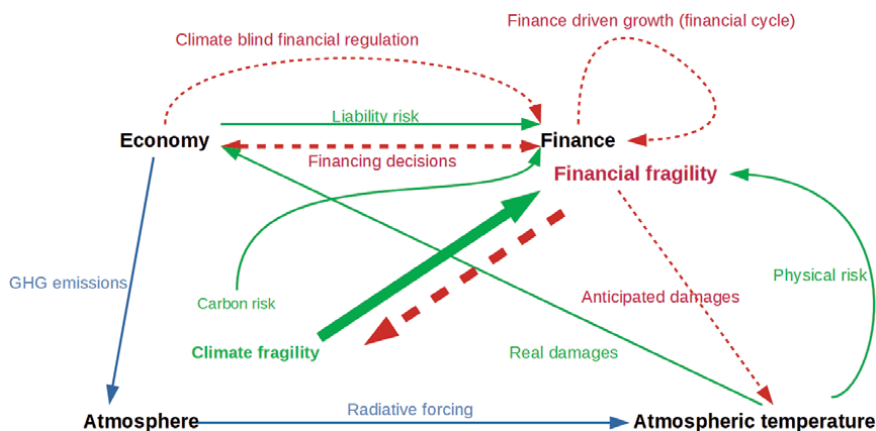 Finance driven growth (financial cycle)
Climate blind financial regulation
Liability risk
Economy
Finance
Financing decisions
Financial fragility
GHG emissions
Carbon risk
Anticipated damages
Physical risk
Climate fragility
Real damages
Radiative forcing
Atmosphere
Atmospheric temperature